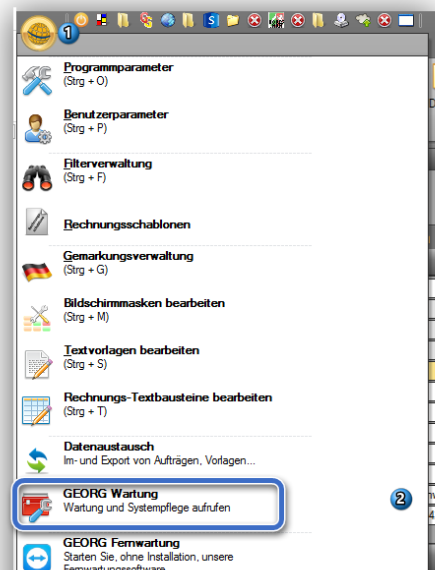 1
Programmparameter
(Strg + O)
Benutzerparameter
(Strg + P)
Filterverwaltung
(Strg + F)
Rechnungsschablonen
Gemarkungsverwaltung
(Strg + G)
Bildschirmmasken bearbeiten
(Strg + M)
Textvorlagen bearbeiten
(Strg + S)
Rechnungs-Textbausteine bearbeiten
(Strg + T)
Datenaustausch
Im- und Export von Aufträgen, Vorlagen...
GEORG Wartung
Wartung und Systempflege aufrufen
2
GEORG Fernwartung
Starten Sie, ohne Installation, unsere
Fernwartungssoftware